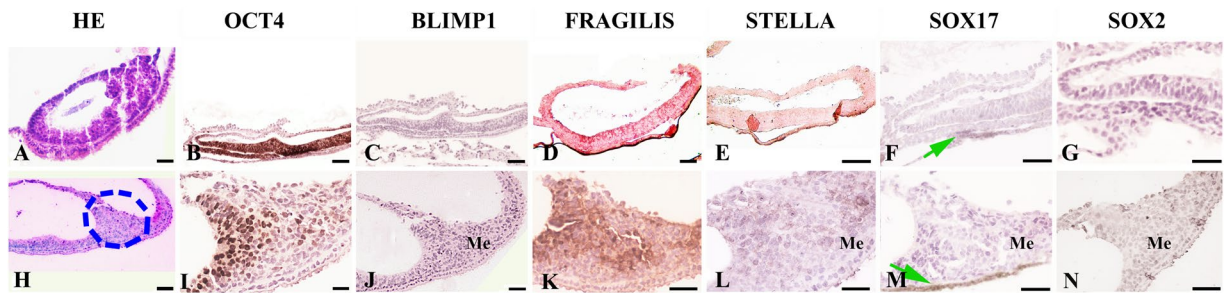 HE OCT4 BLIMP1 FRAGILIS STELLA SOX17 SOX2
A B C D E F G
Me Me Me Me
H I J K L M N